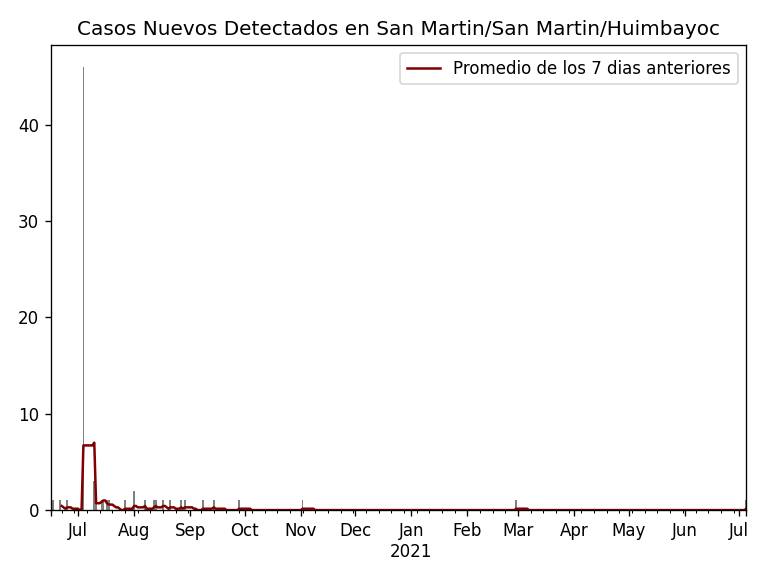 Casos Nuevos Detectados en San Martin/San Martin/Huimbayoc
Promedio de los 7 dias anteriores
40
30
20
10
0
Jul Aug Sep Oct Nov Dec Jan Feb Mar Apr May Jun Jul
2021